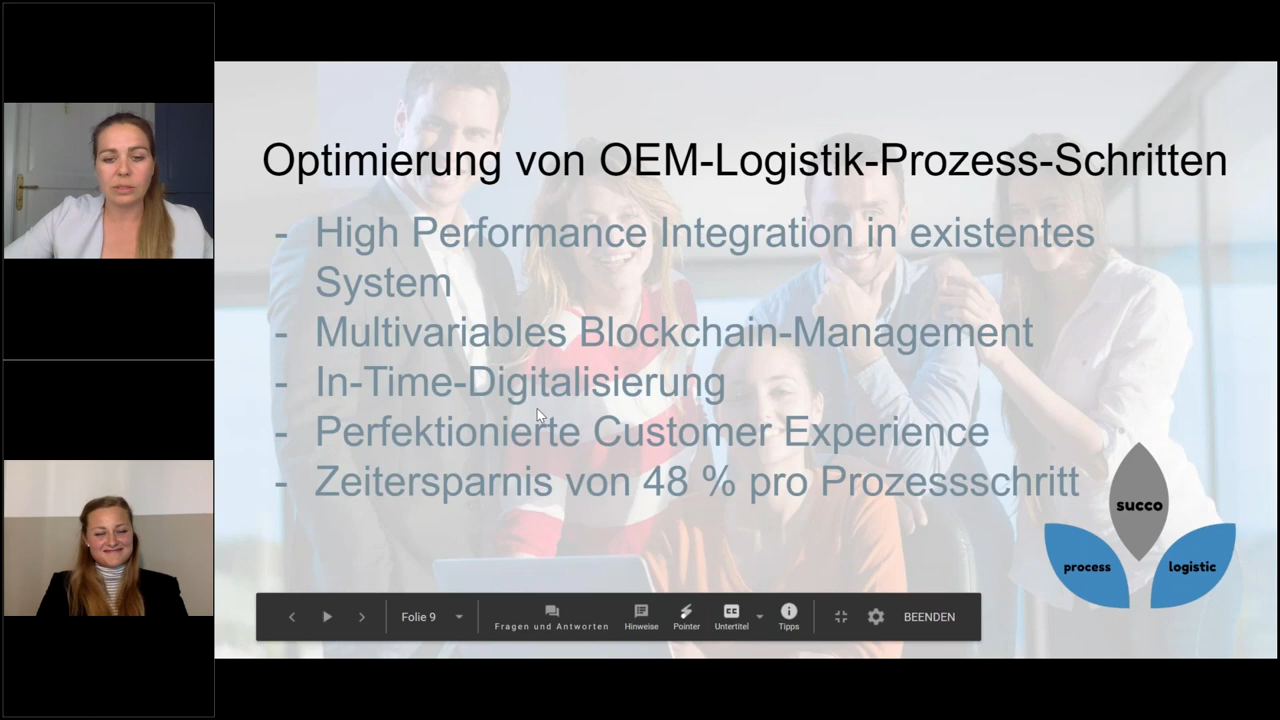 Optimierung von OEM-Logistik-Prozess-Schritten
- High Performance Integration in existentes
System
- Multivariables Blockchain-Management
- In-Time-Digitalisierung
- Perfektionierte Customer Experience
- Zeitersparnis von 48 % pro Prozessschritt
succo
process
logistic
Folie 9
Fragen und Antworten
Hinweise
Pointer
CC
Untertitel
Tipps
BEENDEN